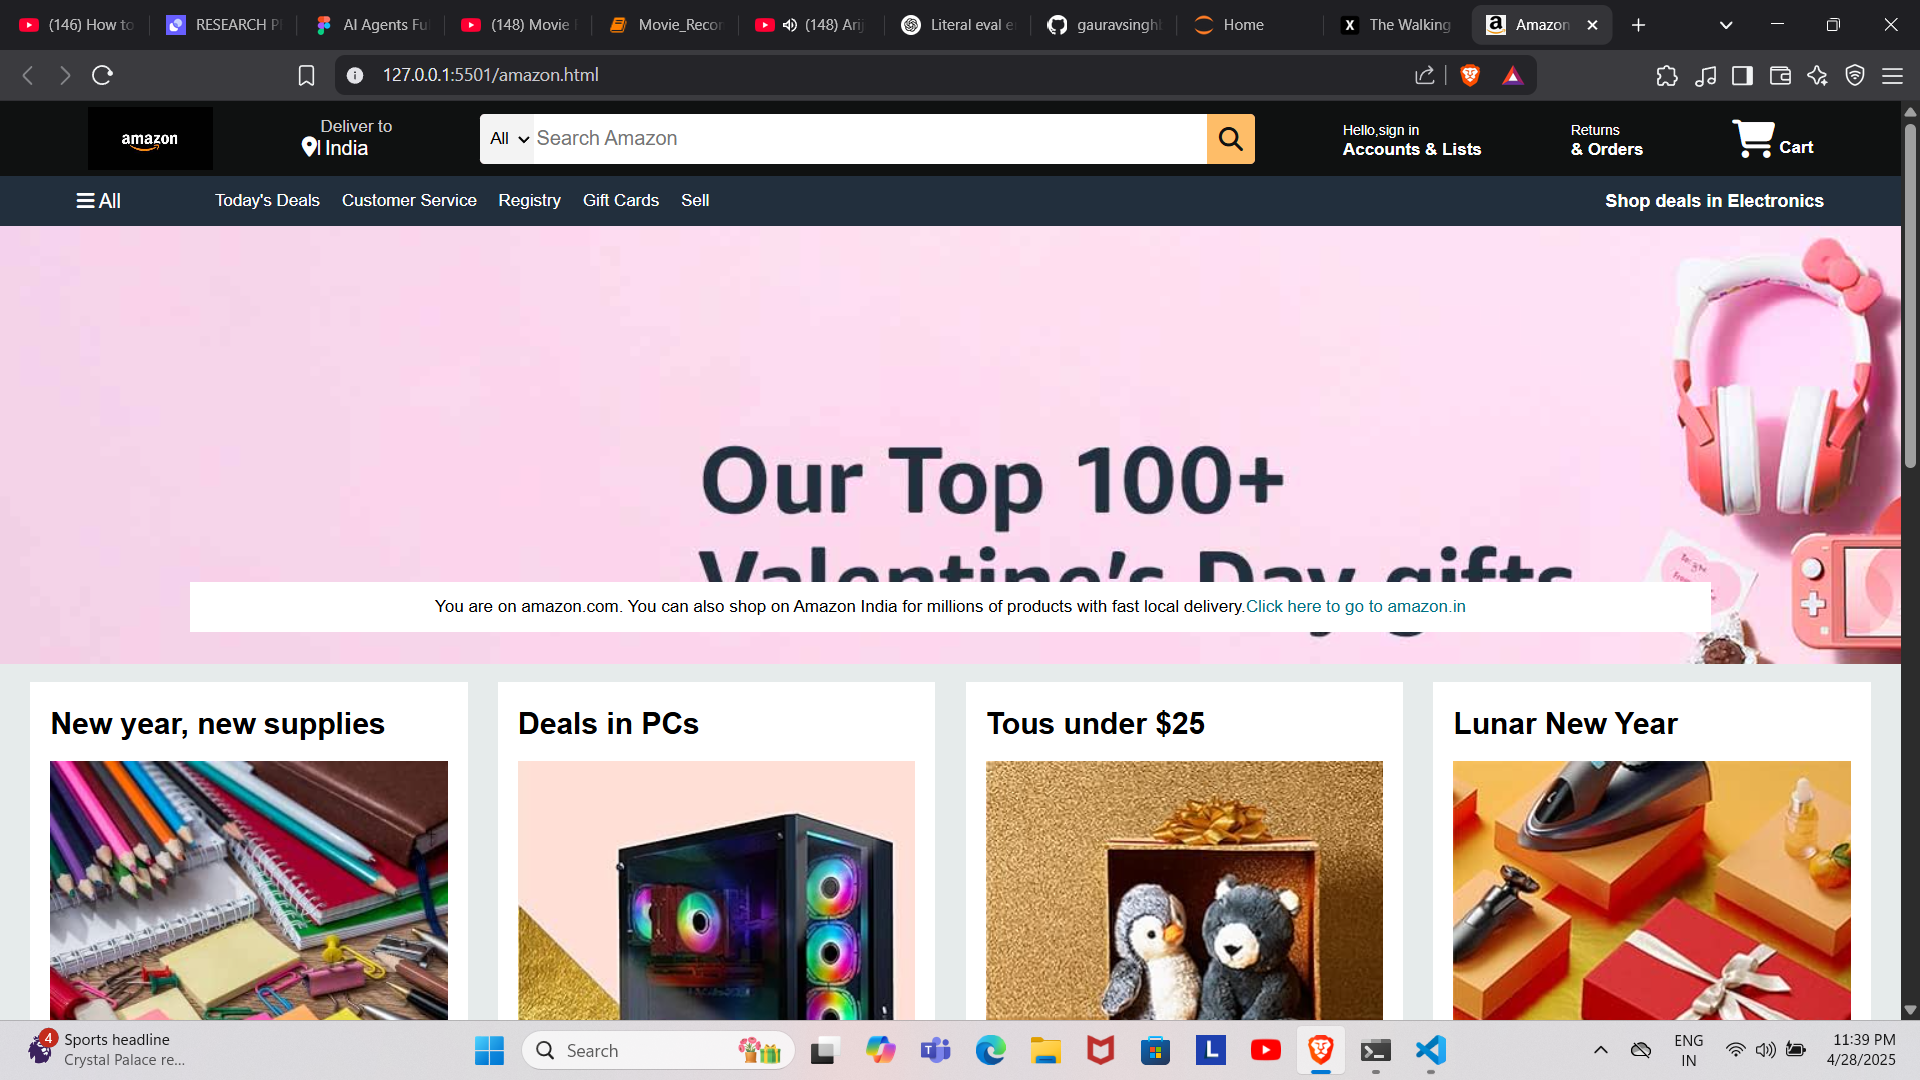 (146) How to
RESEARCH P
AI Agents Fu
(148) Movie
Movie_Recor
(148) Arij
Literal eval e
gauravsingh
Home
The Walking
Amazon
127.0.0.1:5501/amazon.html
amazon
Deliver to
India
All
Search Amazon
Hello,sign in
Accounts & Lists
Returns
& Orders
Cart
All
Today's Deals
Customer Service
Registry
Gift Cards
Sell
Shop deals in Electronics
Our Top 100+
Valentine's Day gifts
You are on amazon.com. You can also shop on Amazon India for millions of products with fast local delivery.Click here to go to amazon.in
New year, new supplies
Deals in PCs
Tous under $25
Lunar New Year
4
Sports headline
Crystal Palace re...
Search
ENG
IN
11:39 PM
4/28/2025